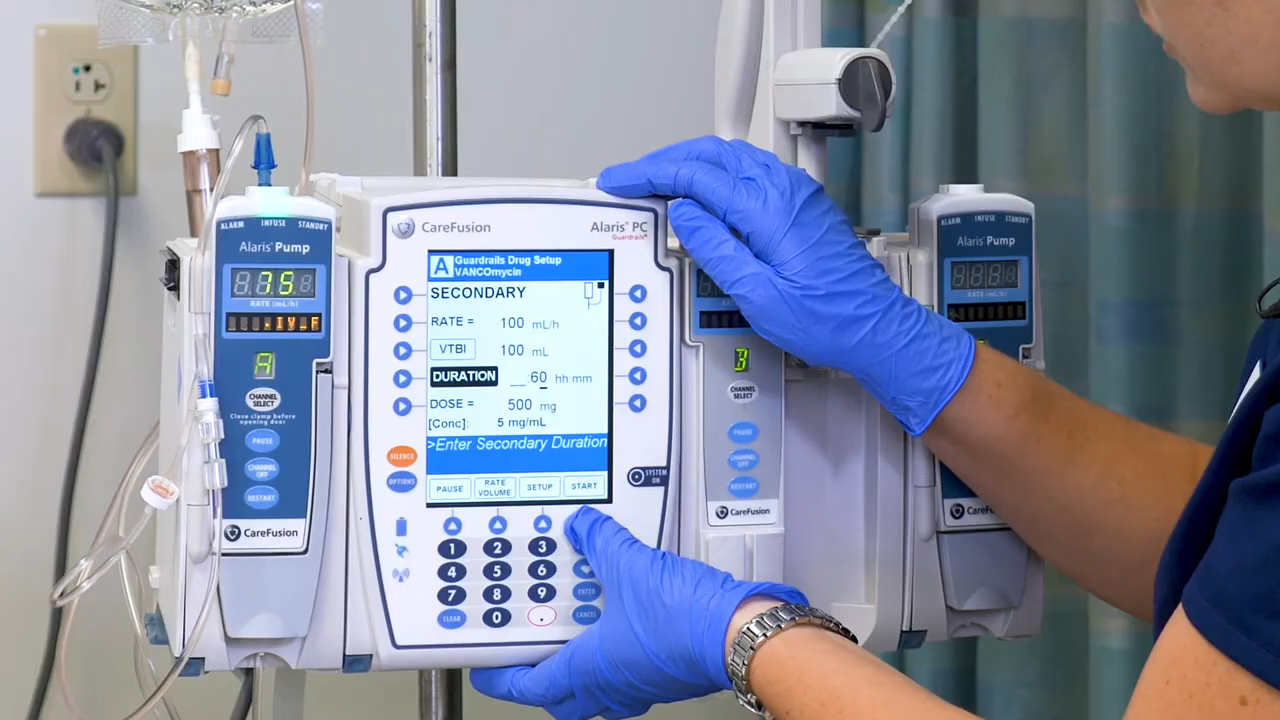 ALARM INFUSE STANDBY
Alaris® Pump
75
RATE (mL/h)
A
CHANNEL
SELECT
Close clamp before
opening door
PAUSE
CHANNEL
OFF
RESTART
CareFusion
CareFusion
Alaris® PC
Guardrails®
A
Guardrails Drug Setup
VANCOmycin
SECONDARY
RATE = 100 mL/h
VTBI 100 mL
DURATION __:60 hh:mm
DOSE = 500 mg
[Conc]: 5 mg/mL
>Enter Secondary Duration
PAUSE
RATE
VOLUME
SETUP
START
SILENCE
OPTIONS
SYSTEM
ON
1 2 3
4 5 6
7 8 9
ENTER
CLEAR
0
.
CANCEL
B
CHANNEL
SELECT
PAUSE
CHANNEL
OFF
RESTART
CareFusion
ALARM INFUSE STANDBY
Alaris® Pump
RATE (mL/h)
CareFusion